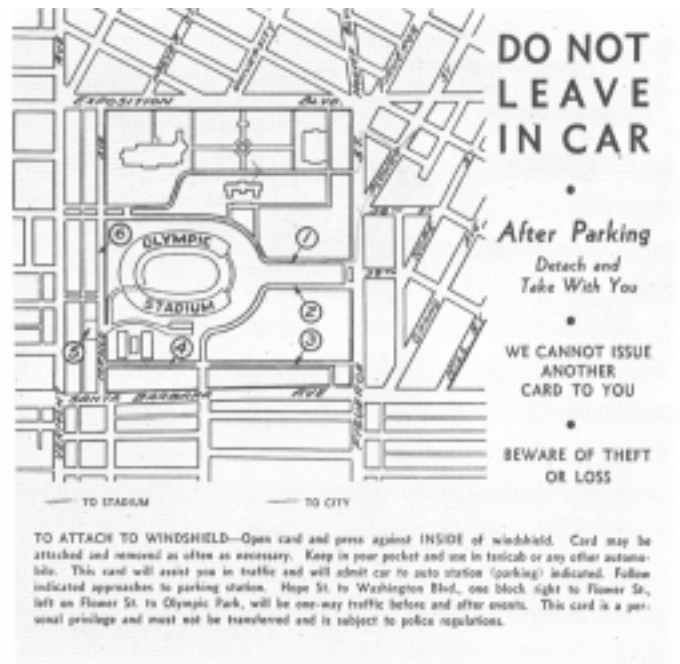 DO NOT
LEAVE
IN CAR
After Parking
Detach and
Take With You
WE CANNOT ISSUE
ANOTHER
CARD TO YOU
BEWARE OF THEFT
OR LOSS
EXPOSITION BLVD.
6
OLYMPIC
STADIUM
1
2
3
4
5
SANTA BARBARA AVE
FIGUEROA
VERMONT
TO STADIUM
TO CITY
TO ATTACH TO WINDSHIELD—Open card and press against INSIDE of windshield. Card may be
attached and removed as often as necessary. Keep in your pocket and use in taxicab or any other automo-
bile. This card will assist you in traffic and will admit car to auto station (parking) indicated. Follow
indicated approaches to parking station. Hope St. to Washington Blvd., one block right to Flower St.,
left on Flower St. to Olympic Park, will be one-way traffic before and after events. This card is a per-
sonal privilege and must not be transferred and is subject to police regulations.